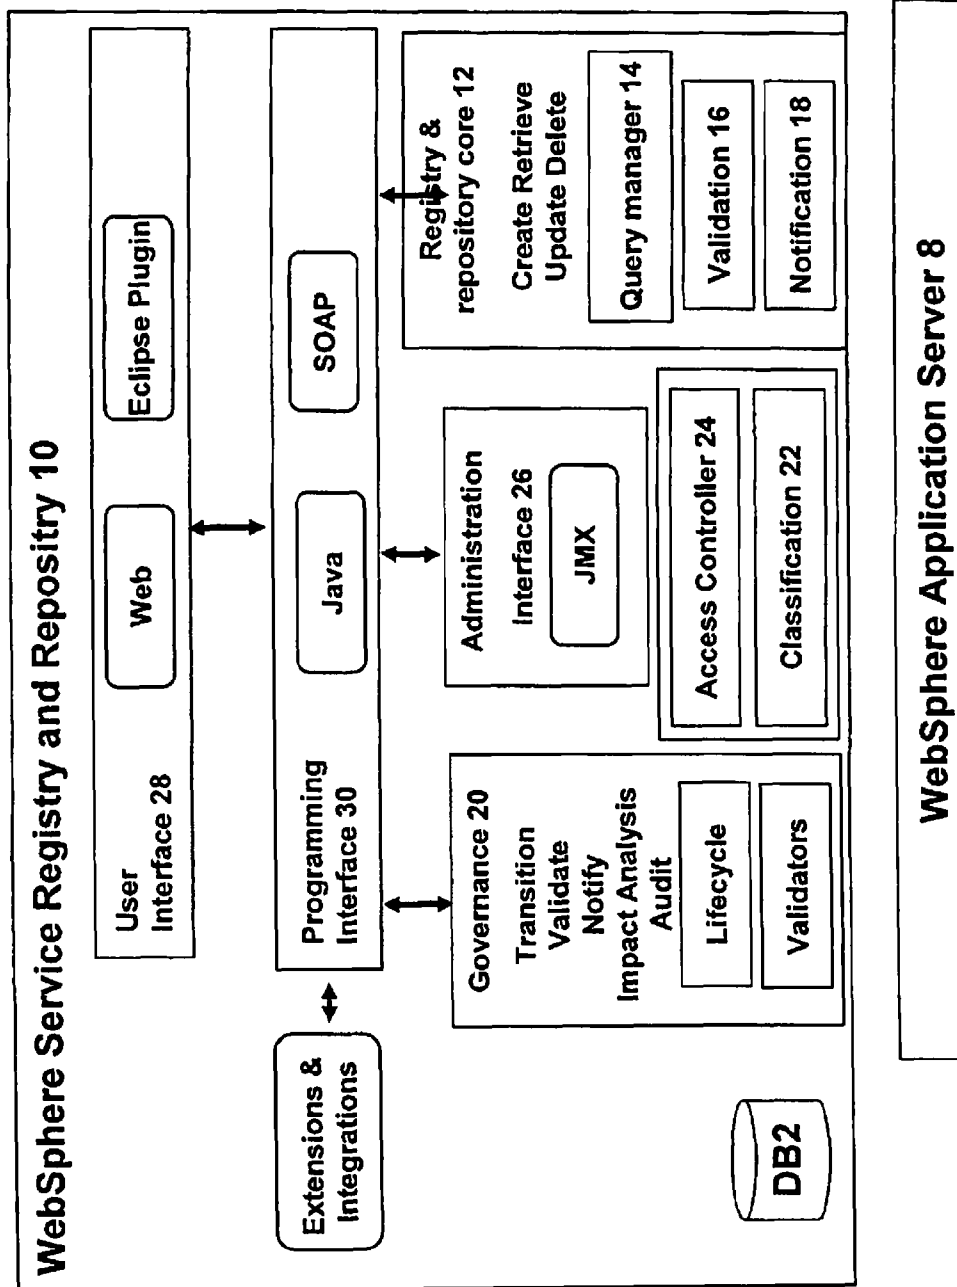 WebSphere Service Registry and Repositry 10
User
Interface 28
Web
Eclipse Plugin
Extensions &
Integrations
Programming
Interface 30
Java
SOAP
Governance 20
Transition
Validate
Notify
Impact Analysis
Audit
Lifecycle
Validators
Administration
Interface 26
JMX
Access Controller 24
Classification 22
Registry &
repository core 12
Create Retrieve
Update Delete
Query manager 14
Validation 16
Notification 18
DB2
WebSphere Application Server 8